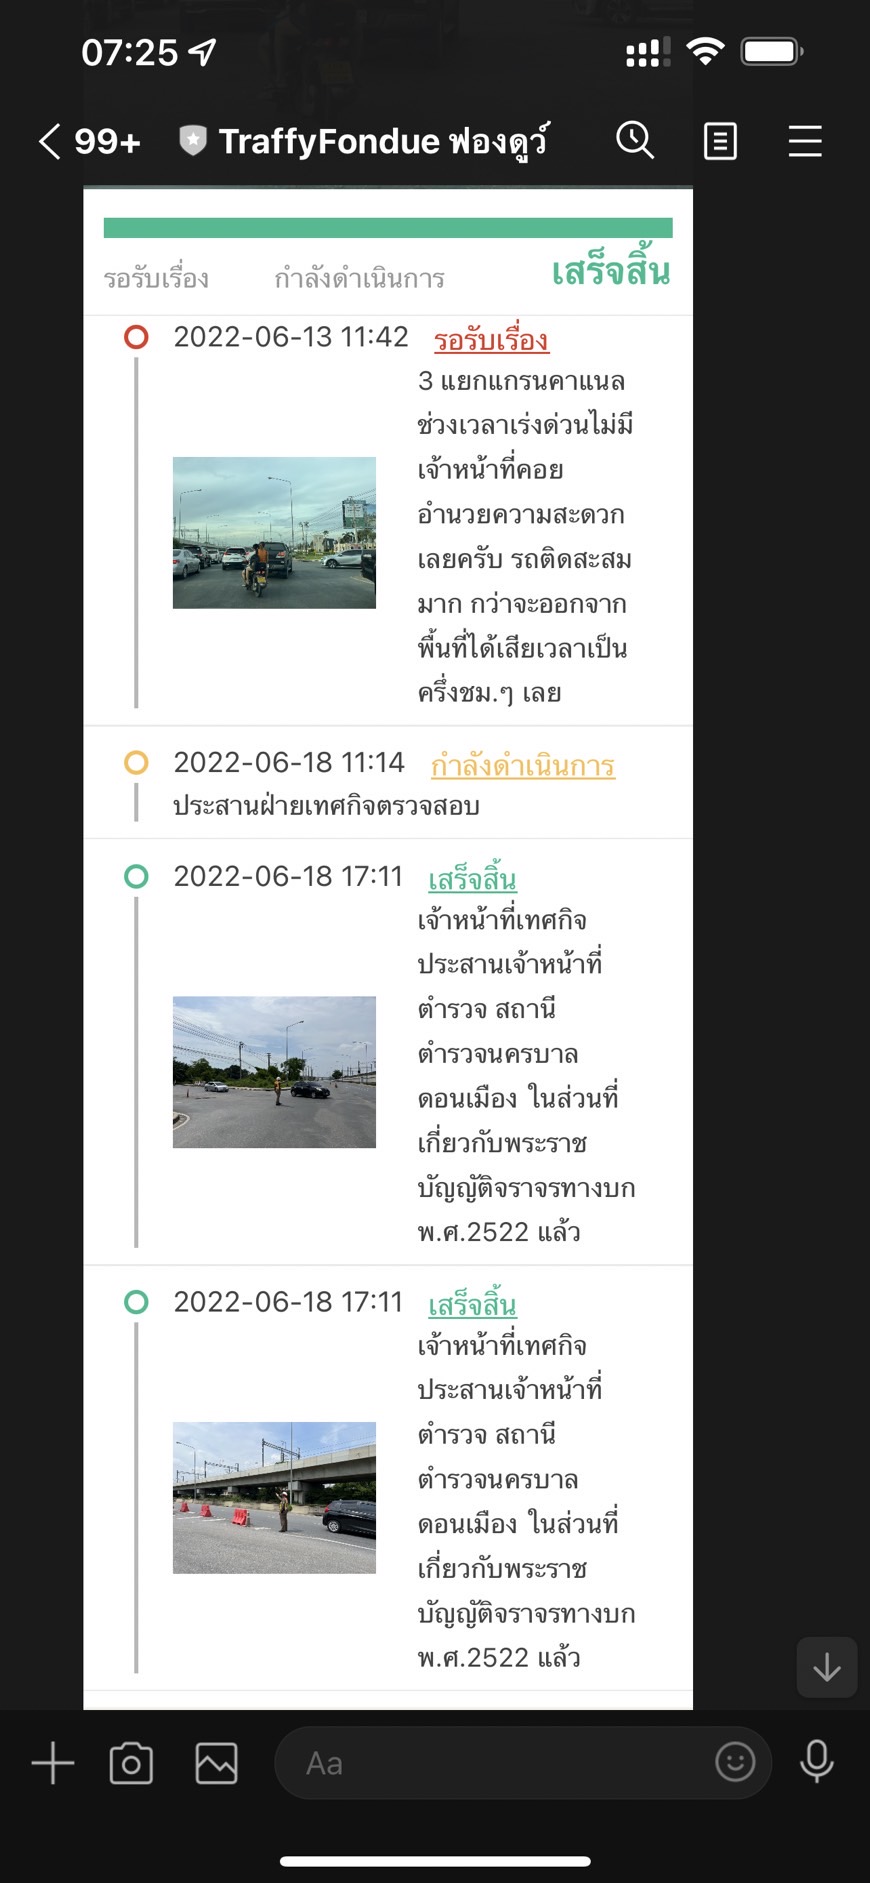 07:25
99+ TraffyFondue ฟองดูว์
รอรับเรื่อง กำลังดำเนินการ เสร็จสิ้น
2022-06-13 11:42 รอรับเรื่อง
3 แยกแกรนคาแนล
ช่วงเวลาเร่งด่วนไม่มี
เจ้าหน้าที่คอย
อำนวยความสะดวก
เลยครับ รถติดสะสม
มาก กว่าจะออกจาก
พื้นที่ได้เสียเวลาเป็น
ครึ่งชม.ๆ เลย
2022-06-18 11:14 กำลังดำเนินการ
ประสานฝ่ายเทศกิจตรวจสอบ
2022-06-18 17:11 เสร็จสิ้น
เจ้าหน้าที่เทศกิจ
ประสานเจ้าหน้าที่
ตำรวจ สถานี
ตำรวจนครบาล
ดอนเมือง ในส่วนที่
เกี่ยวกับพระราช
บัญญัติจราจรทางบก
พ.ศ.2522 แล้ว
2022-06-18 17:11 เสร็จสิ้น
เจ้าหน้าที่เทศกิจ
ประสานเจ้าหน้าที่
ตำรวจ สถานี
ตำรวจนครบาล
ดอนเมือง ในส่วนที่
เกี่ยวกับพระราช
บัญญัติจราจรทางบก
พ.ศ.2522 แล้ว
Aa